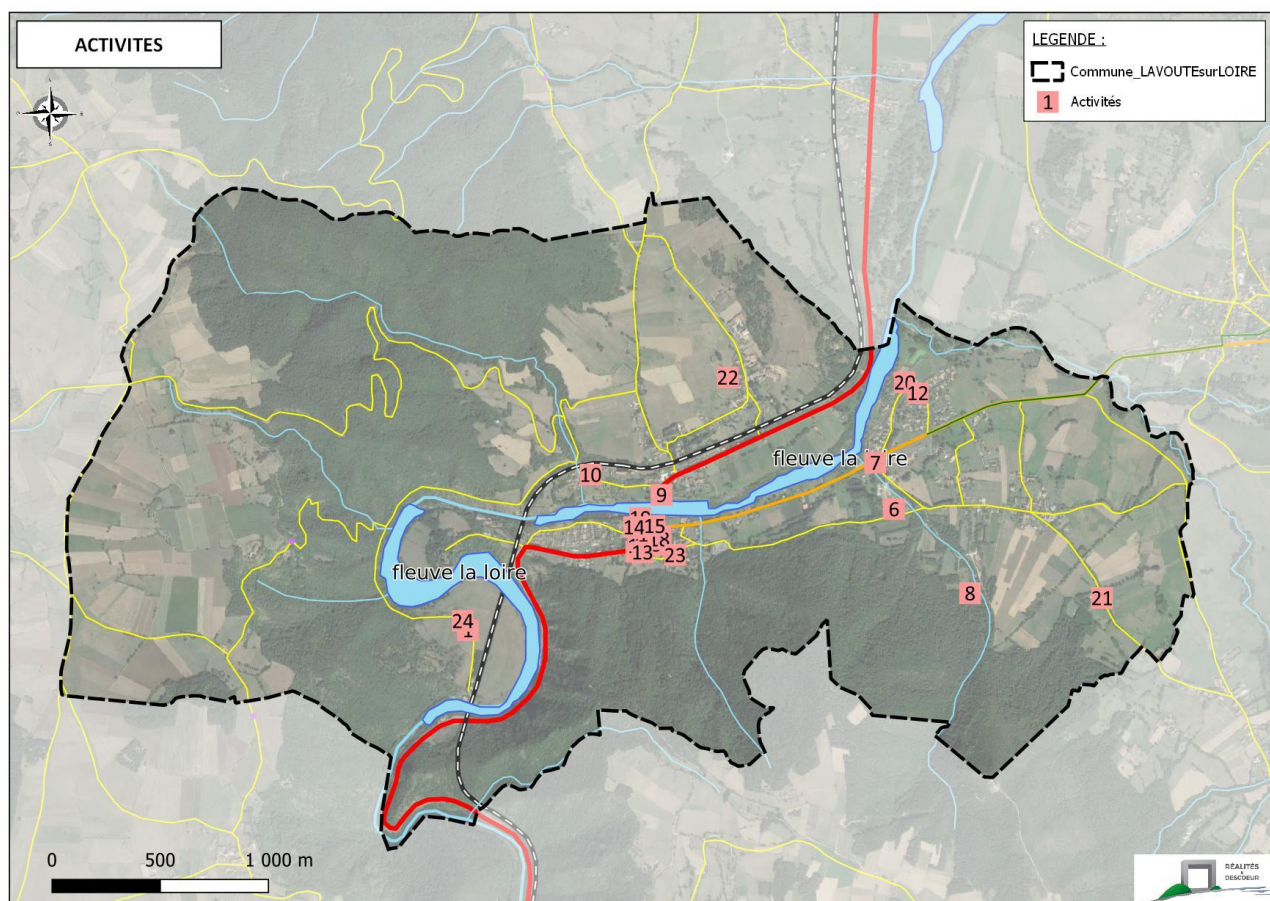 ACTIVITES
LEGENDE :
Commune_LAVOUTEsurLOIRE
1 Activités
22
20
12
fleuve la loire
7
10
9
6
14 15
13
23
fleuve la loire
8
21
24
1
0 500 1 000 m
RÉALITÉS
DESCOEUR